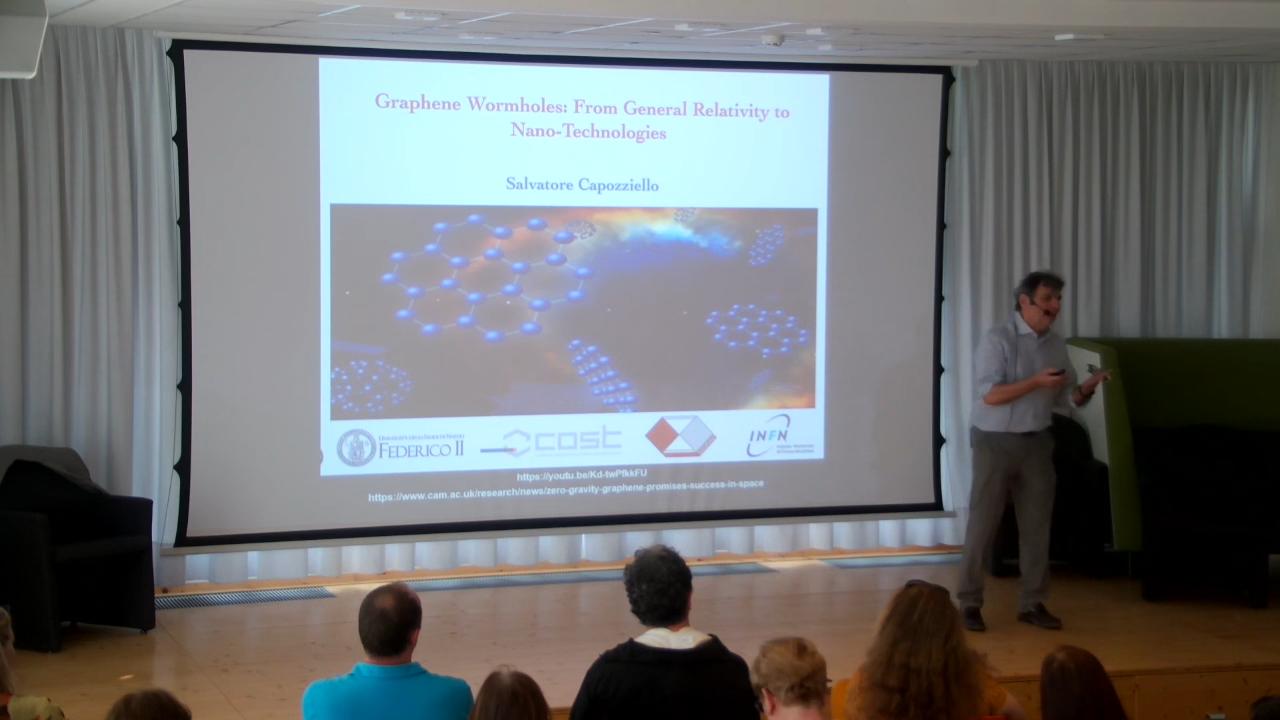 Graphene Wormholes: From General Relativity to
Nano-Technologies
Salvatore Capozziello
FEDERICO II
cost
INFN
https://youtu.be/Kd-twPfkkFU
https://www.cam.ac.uk/research/news/zero-gravity-graphene-promises-success-in-space